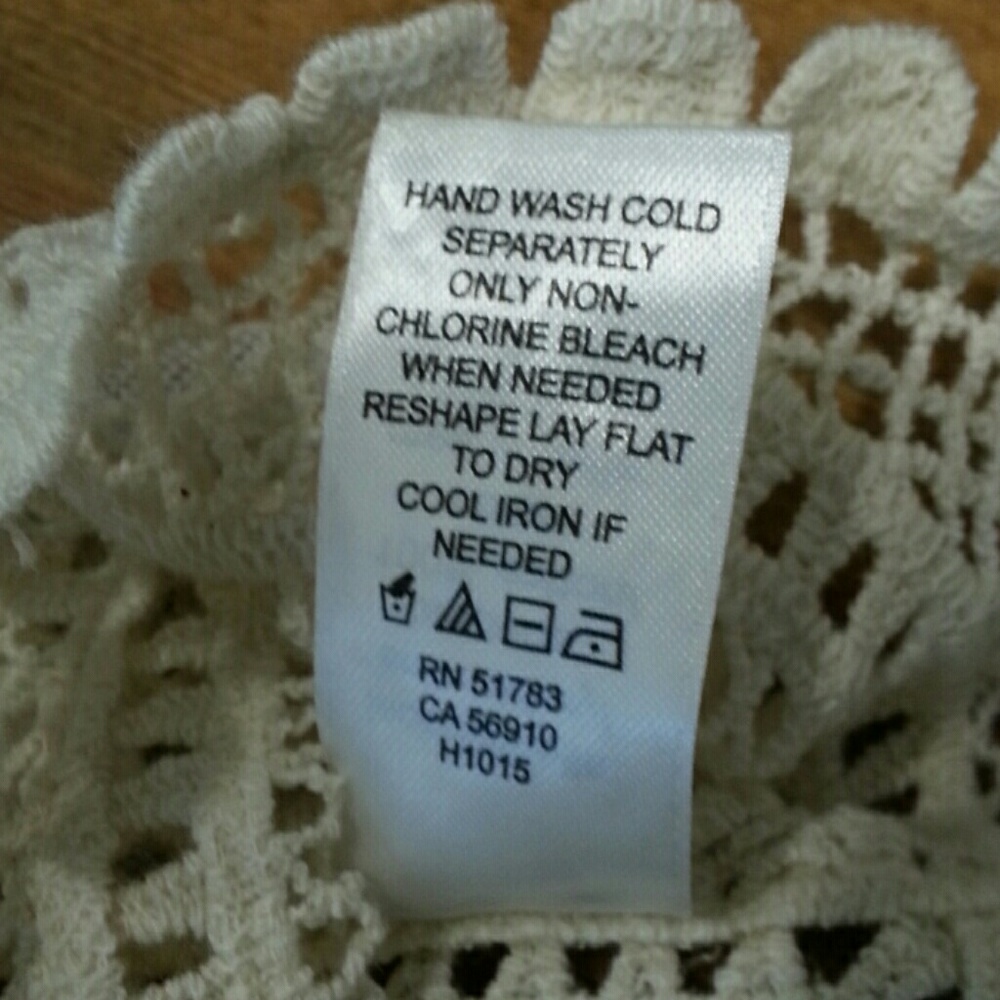 HAND WASH COLD
SEPARATELY
ONLY NON-
CHLORINE BLEACH
WHEN NEEDED
RESHAPE LAY FLAT
TO DRY
COOL IRON IF
NEEDED
RN 51783
CA 56910
H1015